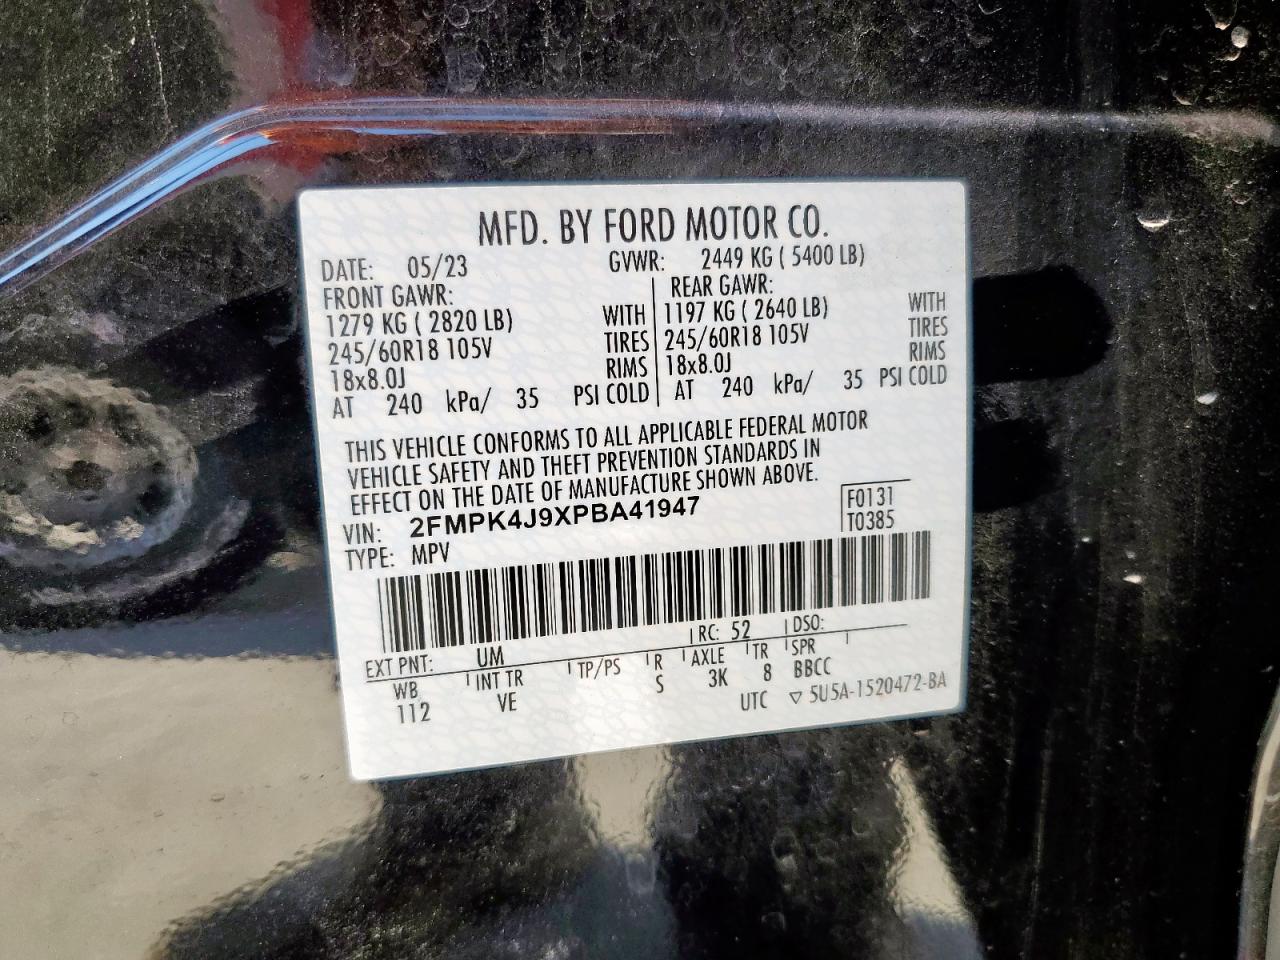 MFD. BY FORD MOTOR CO.
DATE: 05/23 GVWR: 2449 KG ( 5400 LB)
FRONT GAWR: REAR GAWR:
1279 KG ( 2820 LB) WITH 1197 KG ( 2640 LB) WITH
245/60R18 105V TIRES 245/60R18 105V TIRES
18x8.0J RIMS 18x8.0J RIMS
AT 240 kPa/ 35 PSI COLD AT 240 kPa/ 35 PSI COLD
THIS VEHICLE CONFORMS TO ALL APPLICABLE FEDERAL MOTOR
VEHICLE SAFETY AND THEFT PREVENTION STANDARDS IN
EFFECT ON THE DATE OF MANUFACTURE SHOWN ABOVE.
VIN: 2FMPK4J9XPBA41947 F0131
TYPE: MPV T0385
EXT PNT: UM RC: 52 DSO:
WB INT TR TP/PS R AXLE TR SPR
112 VE S 3K 8 BBCC
UTC ▽ 5U5A-1520472-BA